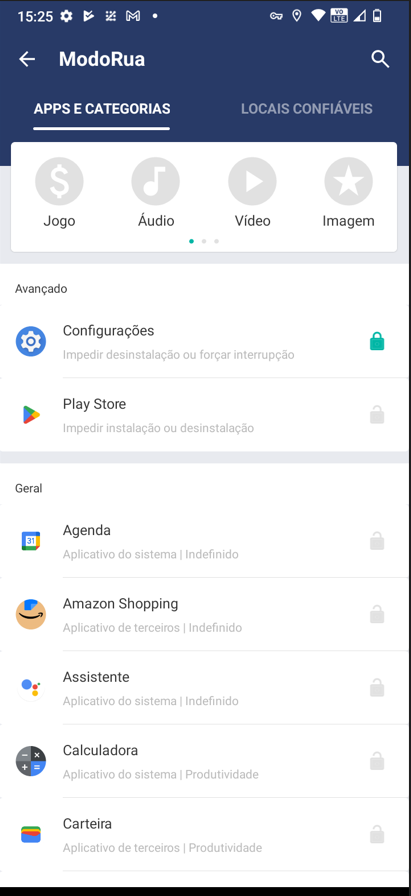 15:25
VO
LTE
ModoRua
APPS E CATEGORIAS
LOCAIS CONFIÁVEIS
Jogo
Áudio
Vídeo
Imagem
Avançado
Configurações
Impedir desinstalação ou forçar interrupção
Play Store
Impedir instalação ou desinstalação
Geral
31
Agenda
Aplicativo do sistema | Indefinido
Amazon Shopping
Aplicativo de terceiros | Indefinido
Assistente
Aplicativo do sistema | Indefinido
Calculadora
Aplicativo do sistema | Produtividade
Carteira
Aplicativo de terceiros | Produtividade